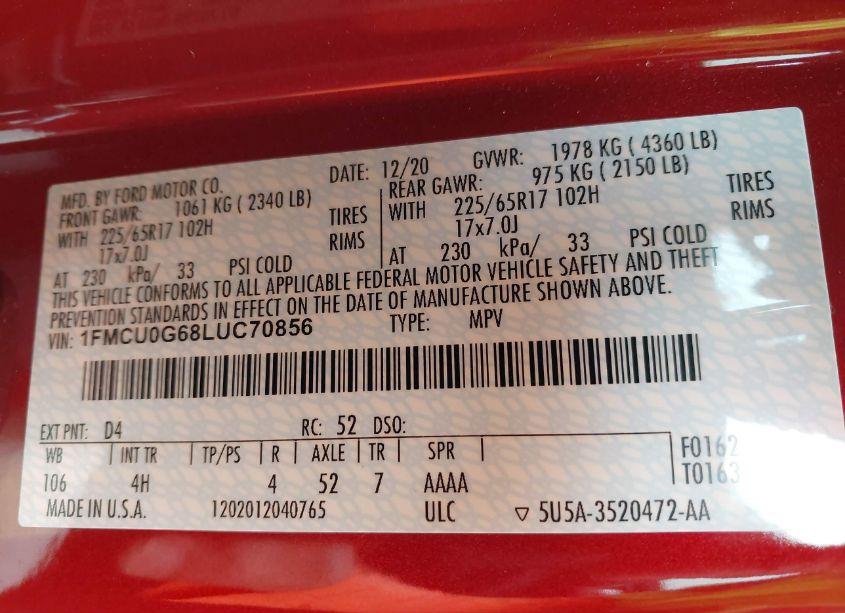 MFD. BY FORD MOTOR CO. DATE: 12/20 GVWR: 1978 KG ( 4360 LB)
FRONT GAWR: 1061 KG ( 2340 LB) REAR GAWR: 975 KG ( 2150 LB)
WITH 225/65R17 102H TIRES WITH 225/65R17 102H TIRES
17x7.0J RIMS 17x7.0J RIMS
AT 230 kPa/ 33 PSI COLD AT 230 kPa/ 33 PSI COLD
THIS VEHICLE CONFORMS TO ALL APPLICABLE FEDERAL MOTOR VEHICLE SAFETY AND THEFT
PREVENTION STANDARDS IN EFFECT ON THE DATE OF MANUFACTURE SHOWN ABOVE.
VIN: 1FMCU0G68LUC70856 TYPE: MPV
EXT PNT: D4 RC: 52 DSO:
WB INT TR TP/PS R AXLE TR SPR F0162
106 4H 4 52 7 AAAA T0163
MADE IN U.S.A. 1202012040765 ULC ▽ 5U5A-3520472-AA